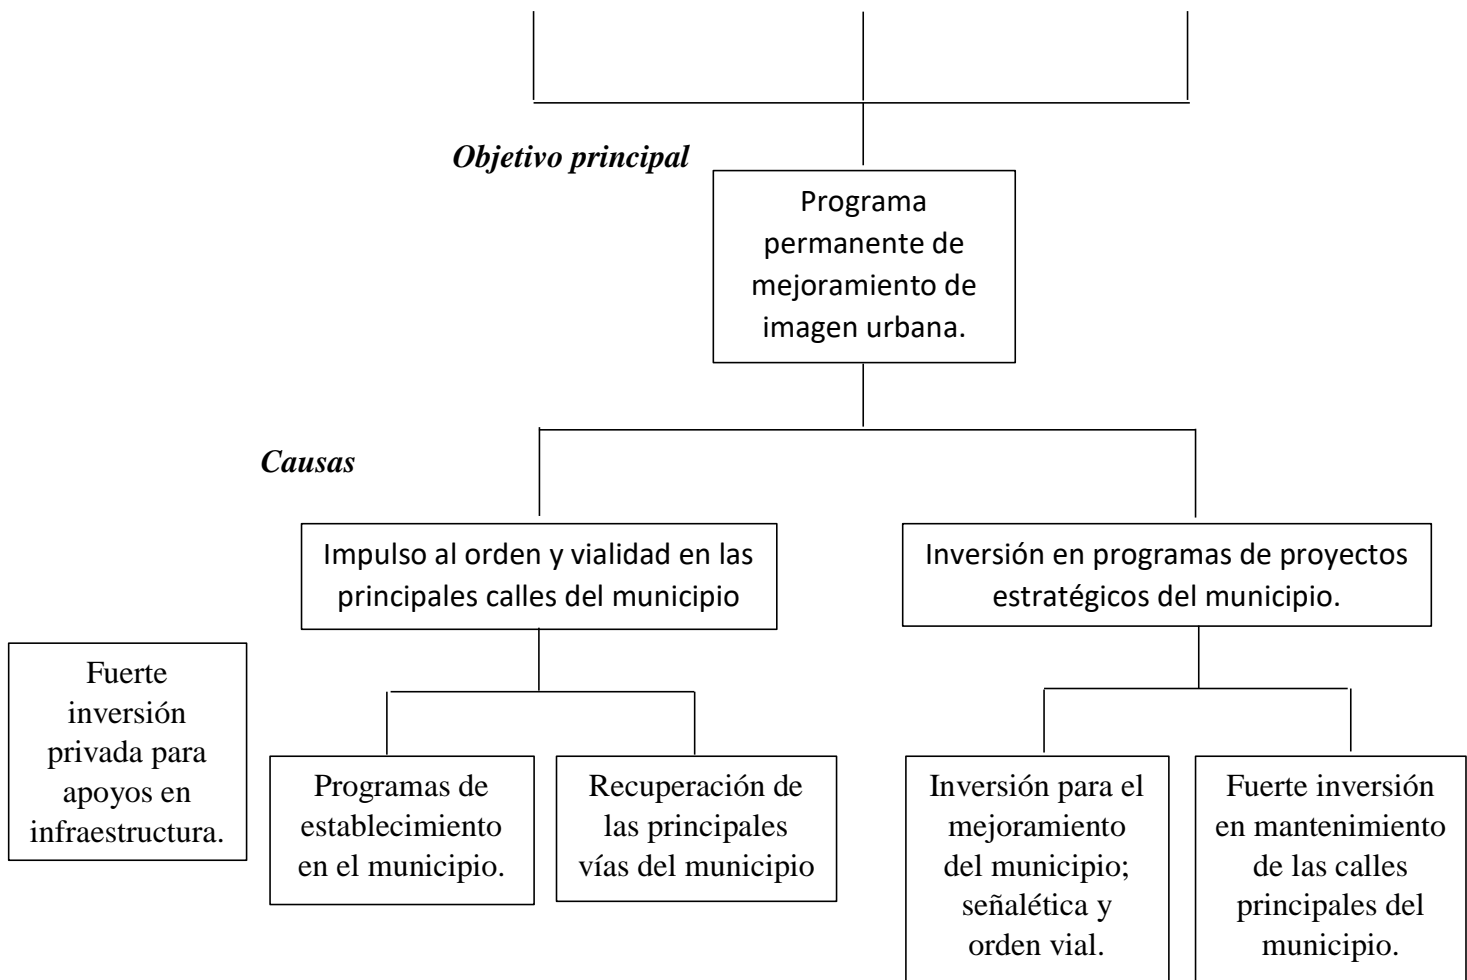 Objetivo principal
Programa
permanente de
mejoramiento de
imagen urbana.
Causas
Impulso al orden y vialidad en las
principales calles del municipio
Inversión en programas de proyectos
estratégicos del municipio.
Fuerte
inversión
privada para
apoyos en
infraestructura.
Programas de
establecimiento
en el municipio.
Recuperación de
las principales
vías del municipio
Inversión para el
mejoramiento
del municipio;
señalética y
orden vial.
Fuerte inversión
en mantenimiento
de las calles
principales del
municipio.